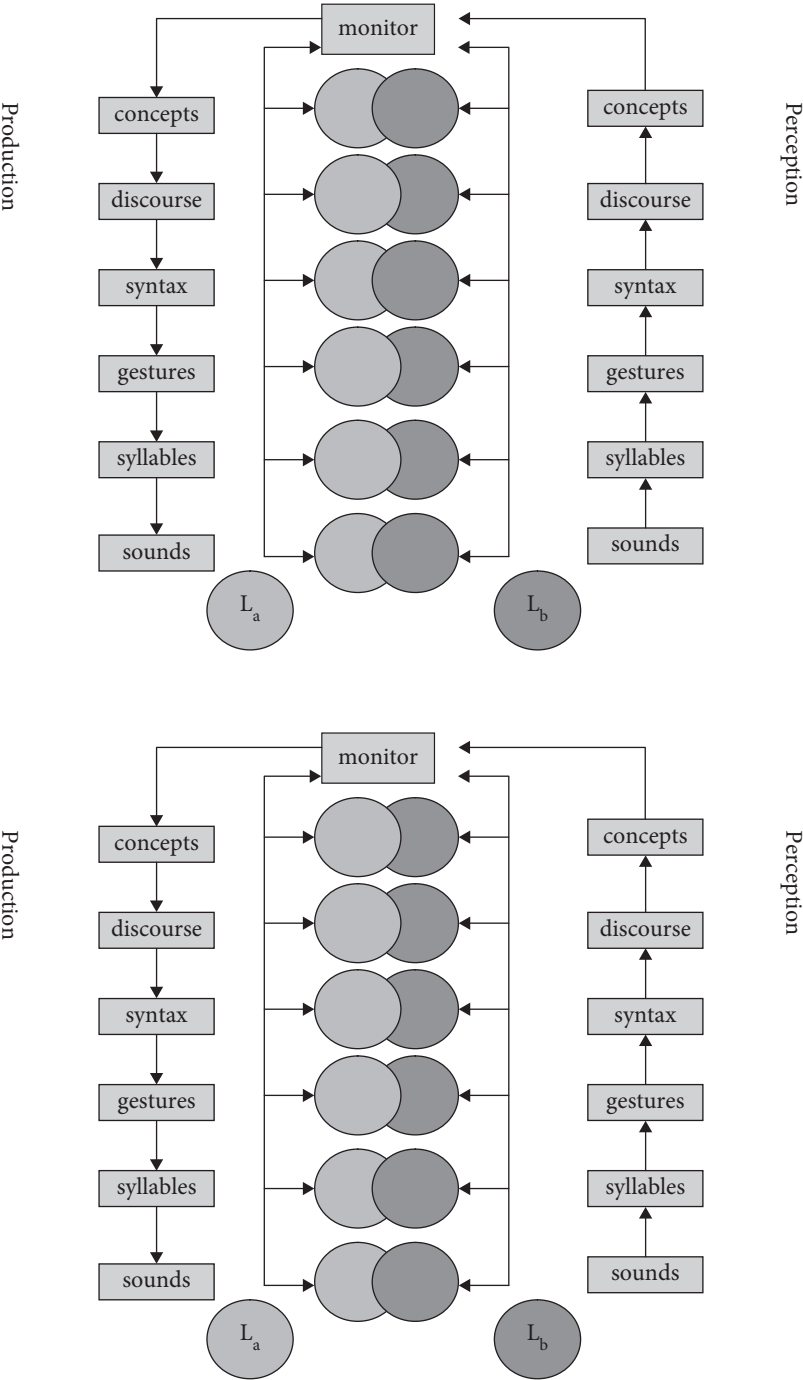 monitor
Production
concepts
discourse
syntax
gestures
syllables
sounds
Perception
concepts
discourse
syntax
gestures
syllables
sounds
La
Lb
monitor
Production
concepts
discourse
syntax
gestures
syllables
sounds
Perception
concepts
discourse
syntax
gestures
syllables
sounds
La
Lb